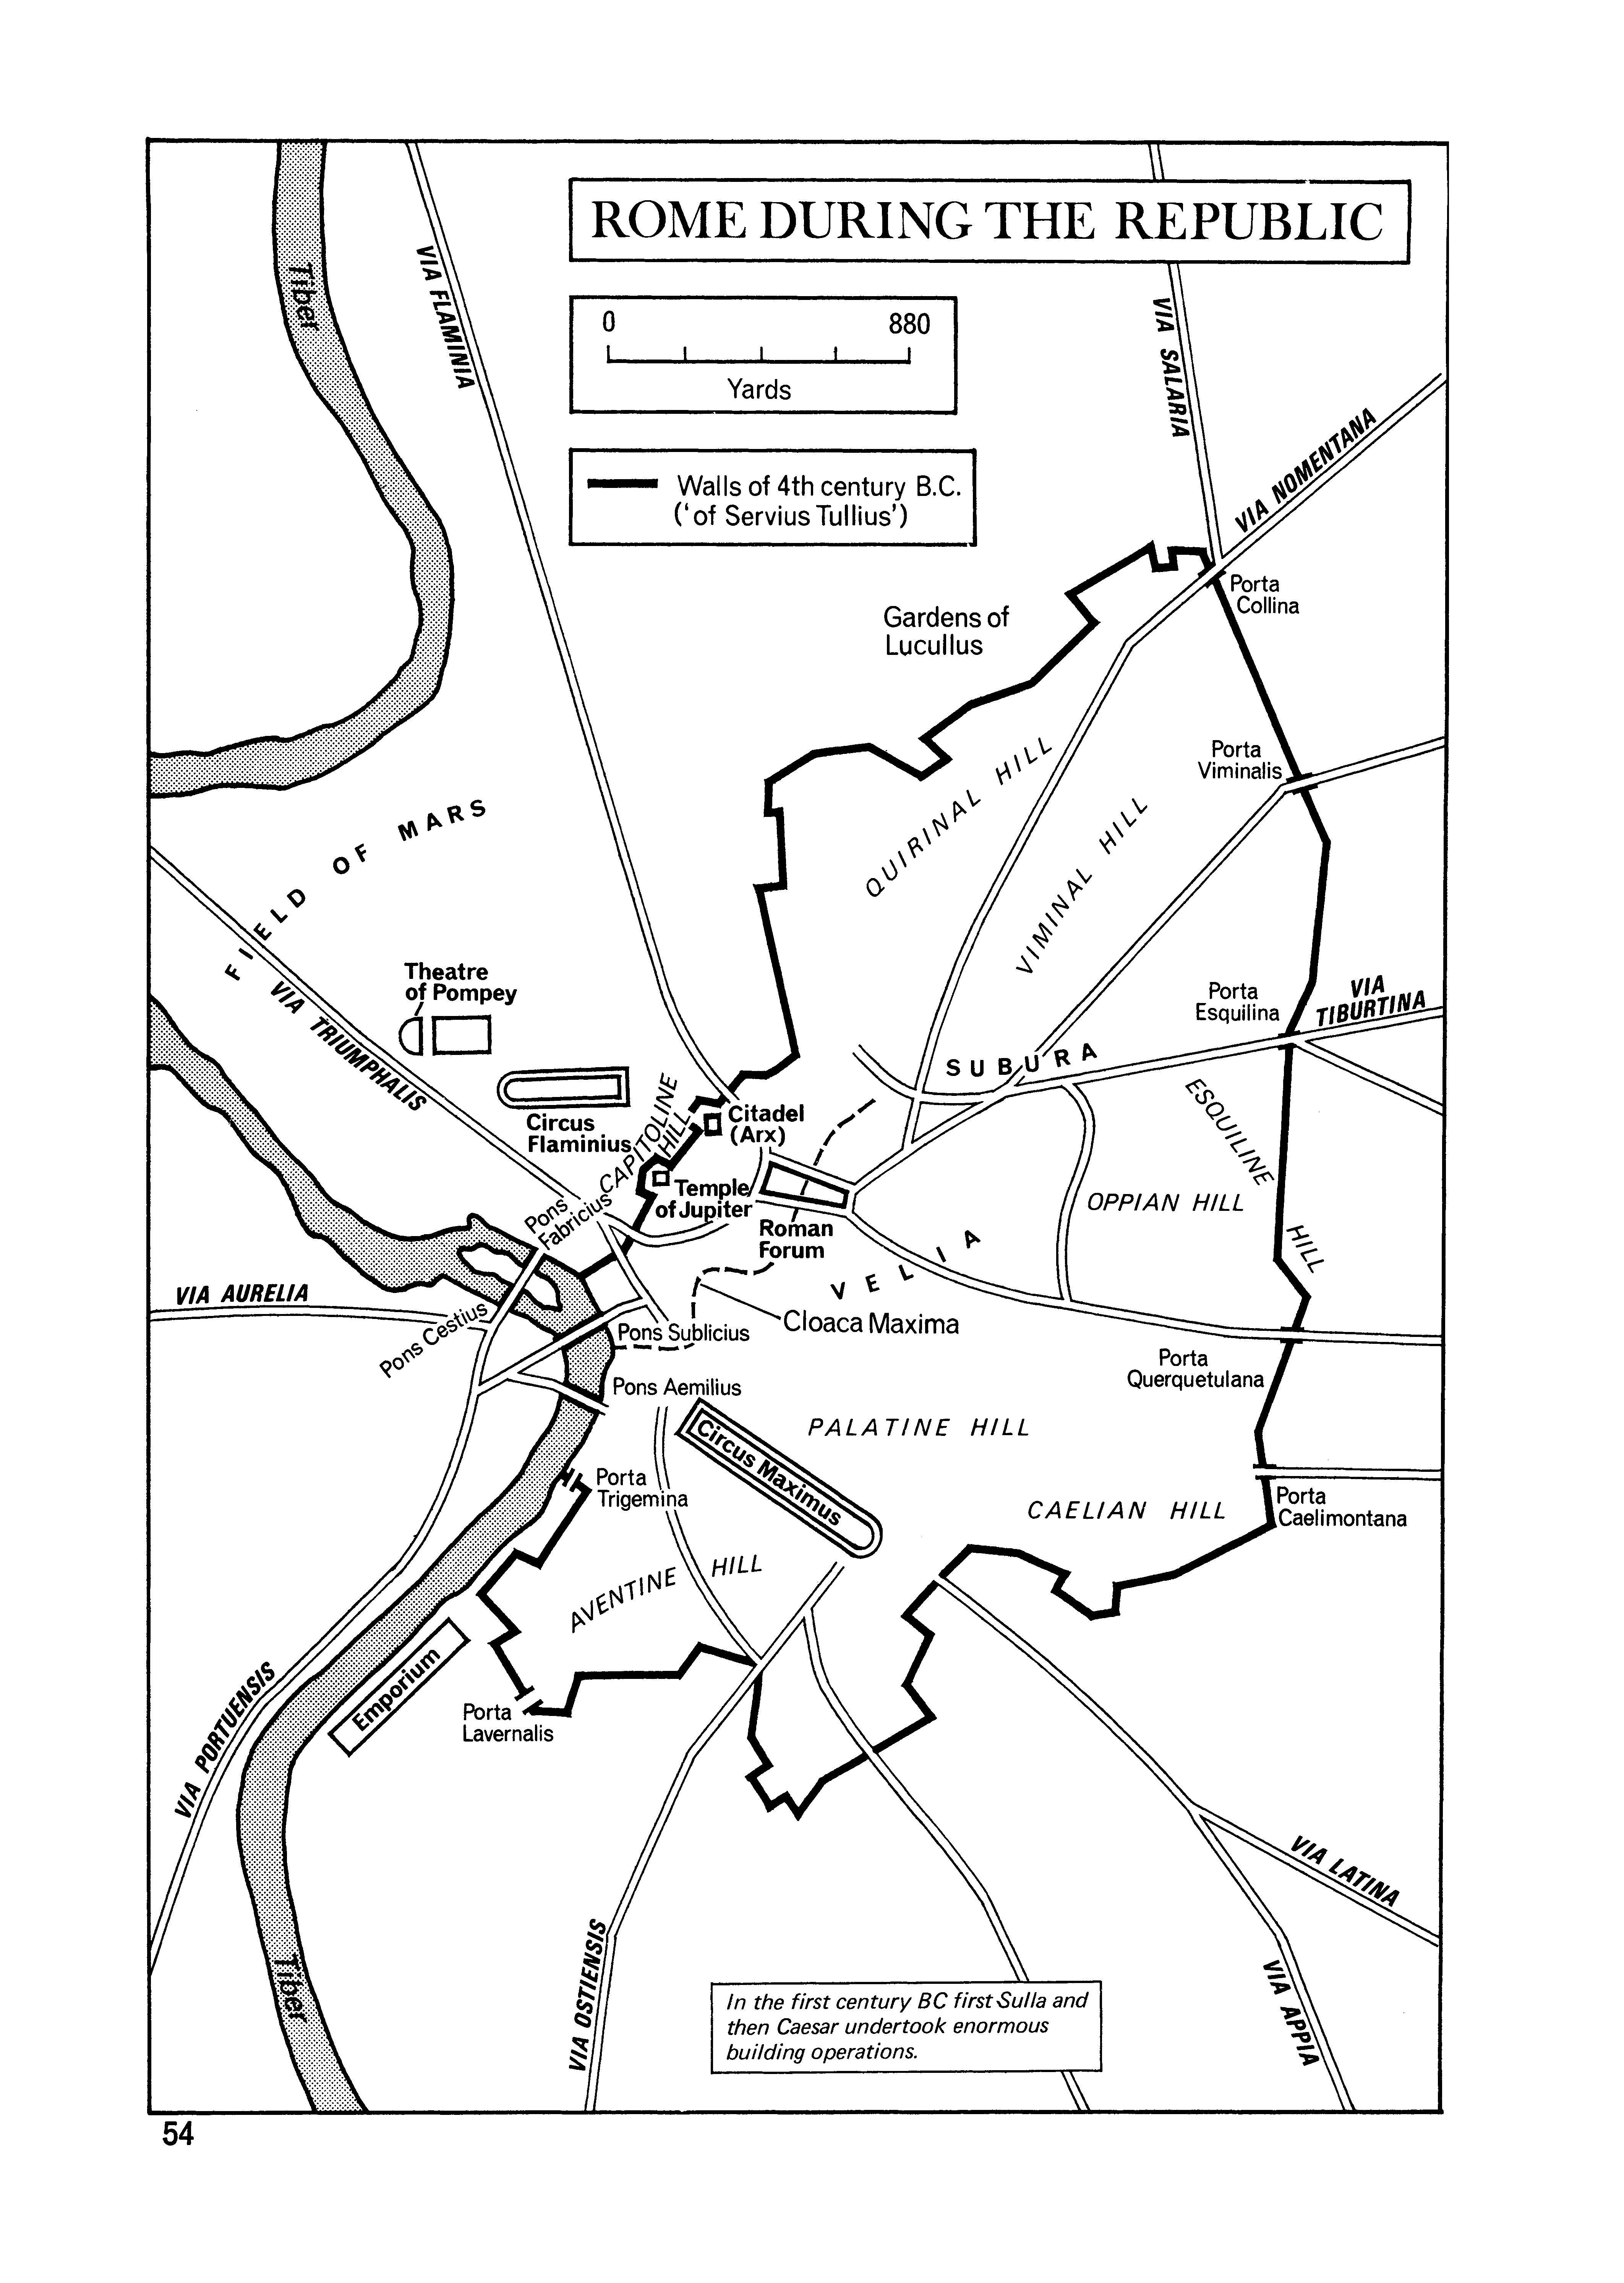 ROME DURING THE REPUBLIC
0 880
Yards
Walls of 4th century B.C.
('of Servius Tullius')
Tiber
VIA FLAMINIA
VIA SALARIA
VIA NOMENTANA
Porta
Collina
Gardens of
Lucullus
Porta
Viminalis
QUIRINAL HILL
VIMINAL HILL
FIELD OF MARS
Theatre
of Pompey
VIA TRIUMPHALIS
Porta
Esquilina
VIA
TIBURTINA
SUBURA
ESQUILINE HILL
Circus
Flaminius
CAPITOLINE
HILL
Citadel
(Arx)
Temple
of Jupiter
Roman
Forum
OPPIAN HILL
Pons
Fabricius
VELIA
VIA AURELIA
Pons Cestius
Pons Sublicius
Cloaca Maxima
Porta
Querquetulana
Pons Aemilius
Circus Maximus
PALATINE HILL
Porta
Trigemina
CAELIAN HILL
Porta
Caelimontana
AVENTINE HILL
Emporium
Porta
Lavernalis
VIA PORTUENSIS
VIA LATINA
VIA OSTIENSIS
VIA APPIA
Tiber
In the first century BC first Sulla and
then Caesar undertook enormous
building operations.
54